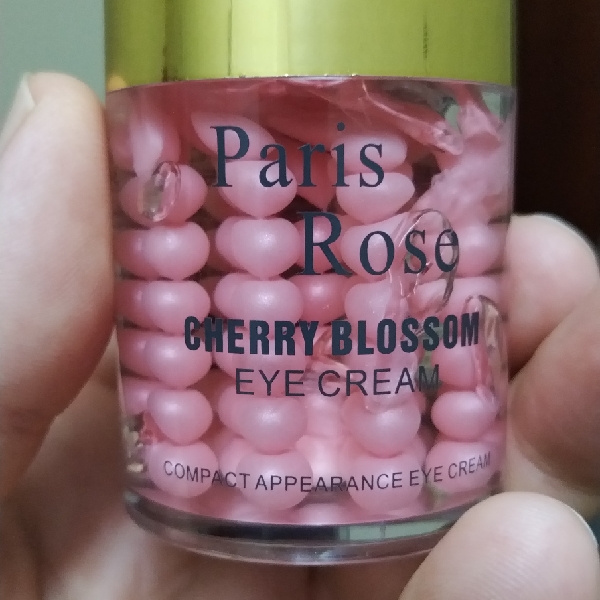 Paris
Rose
CHERRY BLOSSOM
EYE CREAM
COMPACT APPEARANCE EYE CREAM